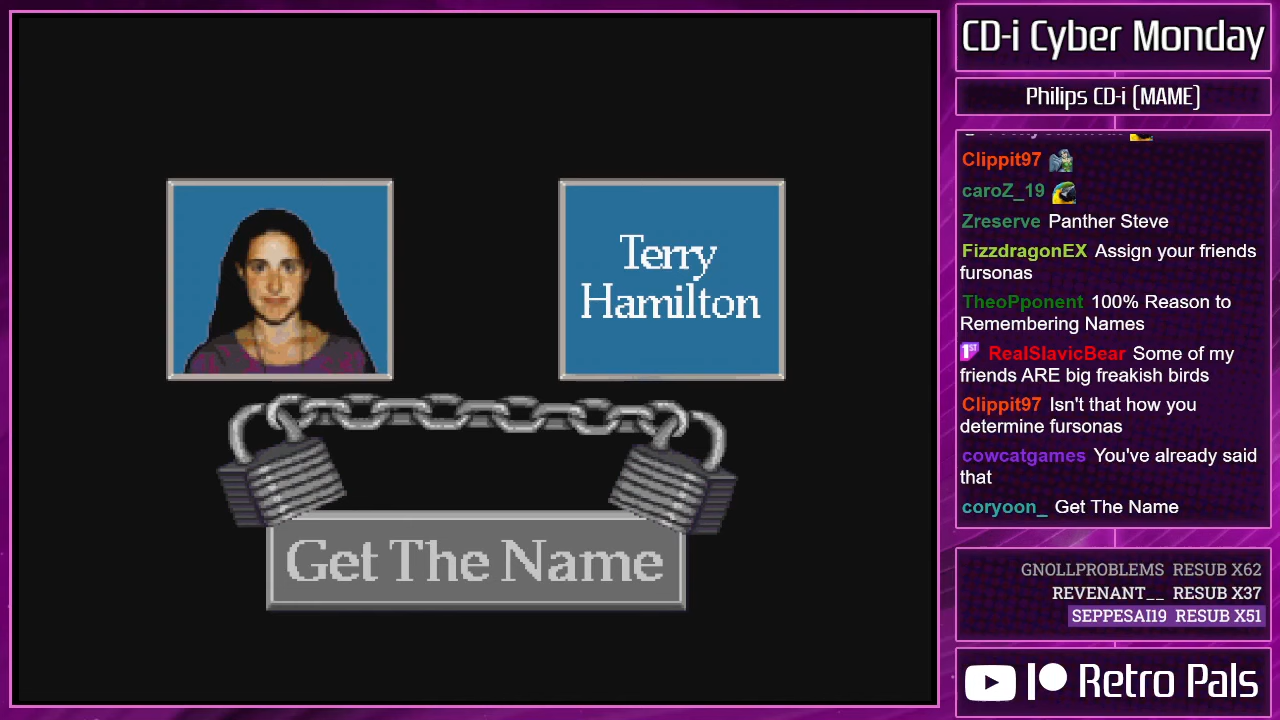 CD-i Cyber Monday
Philips CD-i [MAME]
Terry
Hamilton
Get The Name
Clippit97
caroZ_19
Zreserve Panther Steve
FizzdragonEX Assign your friends
fursonas
TheoPponent 100% Reason to
Remembering Names
1ST RealSlavicBear Some of my
friends ARE big freakish birds
Clippit97 Isn't that how you
determine fursonas
cowcatgames You've already said
that
coryoon_ Get The Name
GNOLLPROBLEMS RESUB X62
REVENANT__ RESUB X37
SEPPESAI19 RESUB X51
Retro Pals